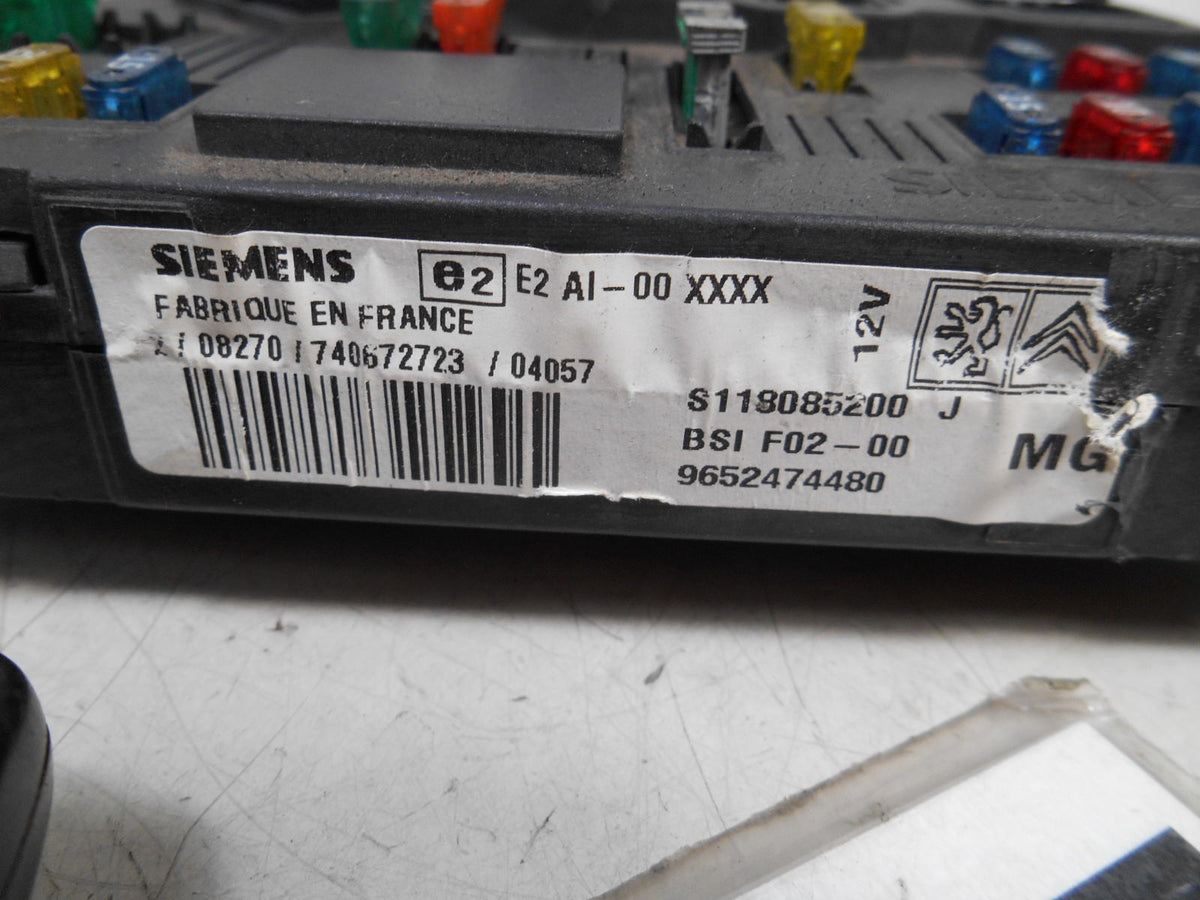 SIEMENS
SIEMENS e2 E2 AI-00 XXXX
FABRIQUE EN FRANCE
12V
/ 08270 / 740672723 / 04057
S118085200 J
BSI F02-00
MG
9652474480